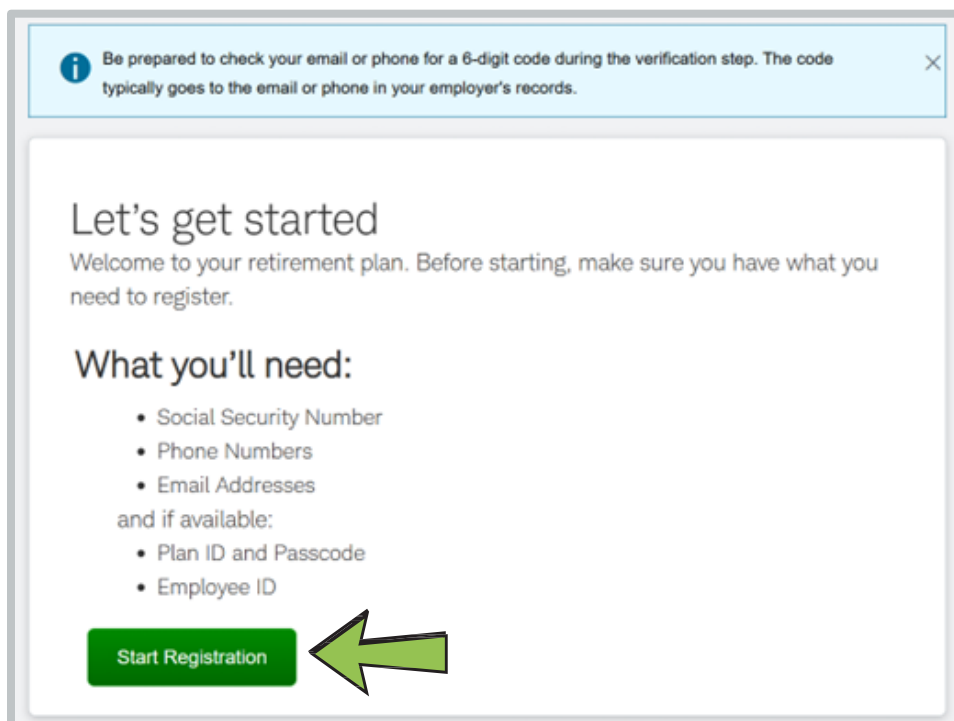 Be prepared to check your email or phone for a 6-digit code during the verification step. The code
typically goes to the email or phone in your employer's records.
Let's get started
Welcome to your retirement plan. Before starting, make sure you have what you
need to register.
What you'll need:
• Social Security Number
• Phone Numbers
• Email Addresses
and if available:
• Plan ID and Passcode
• Employee ID
Start Registration